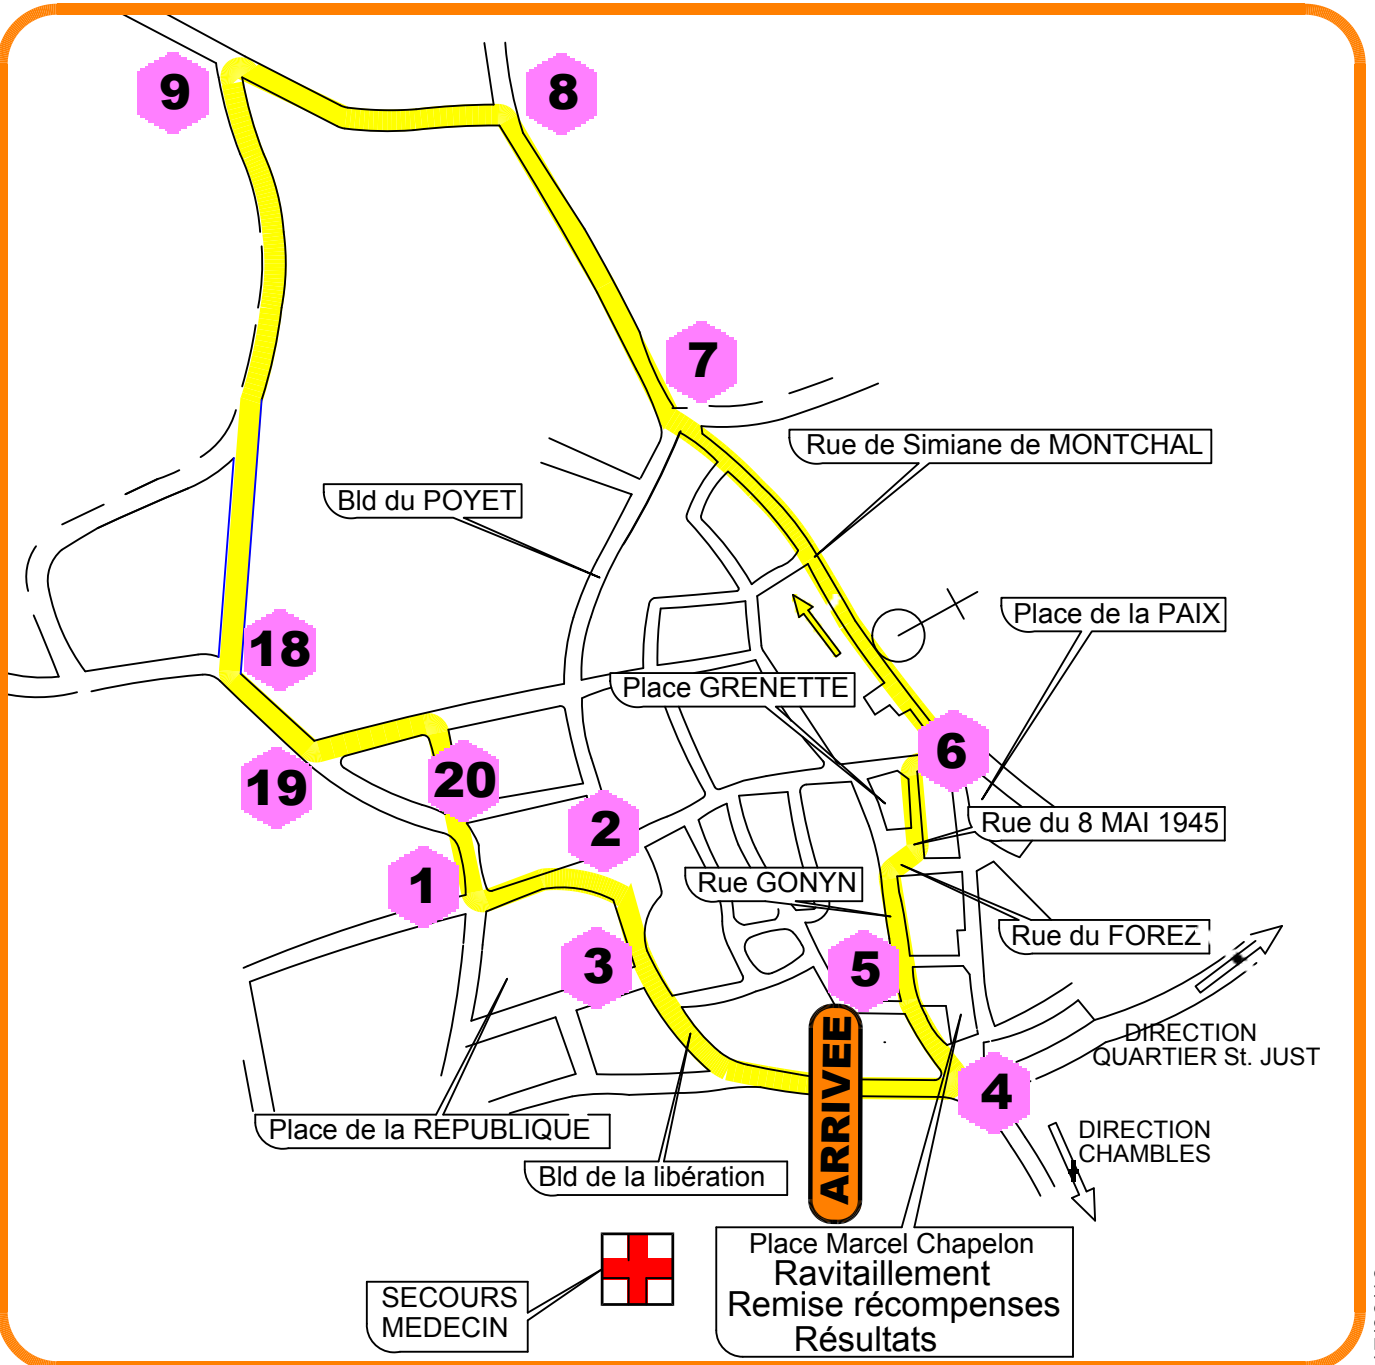 9
8
7
Rue de Simiane de MONTCHAL
Bld du POYET
Place de la PAIX
18
Place GRENETTE
6
19
20
2
Rue du 8 MAI 1945
1
Rue GONYN
Rue du FOREZ
3
5
DIRECTION
QUARTIER St. JUST
4
ARRIVEE
Place de la REPUBLIQUE
DIRECTION
CHAMBLES
Bld de la libération
Place Marcel Chapelon
Ravitaillement
Remise récompenses
Résultats
SECOURS
MEDECIN